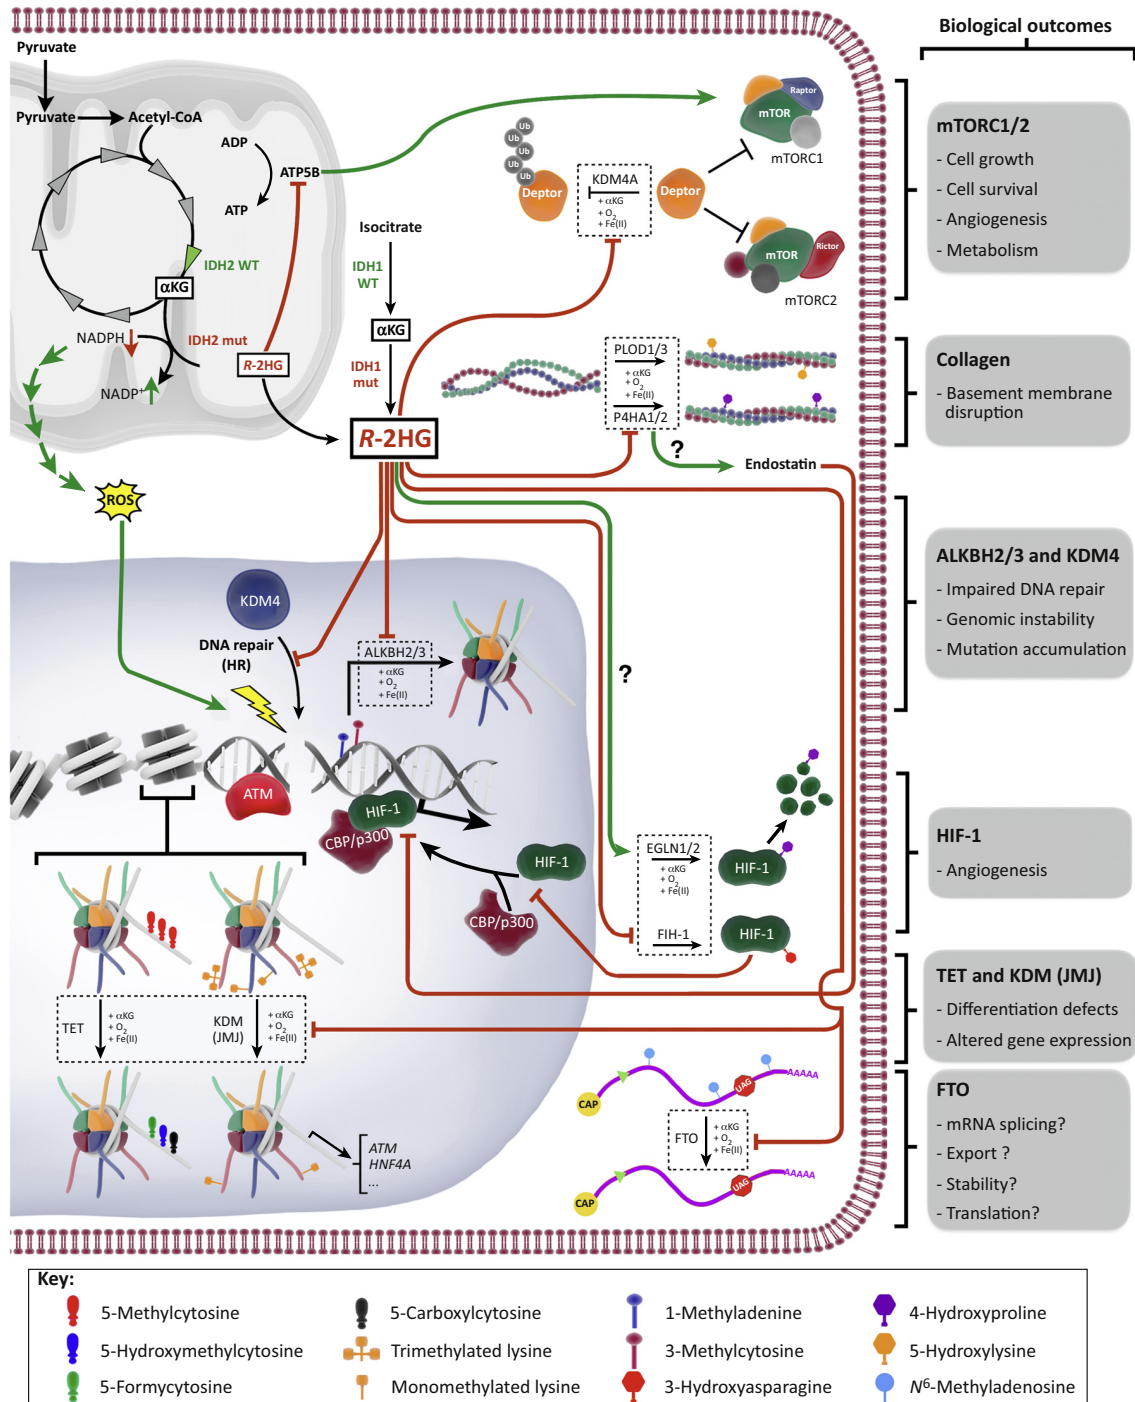 Biological outcomes
Pyruvate
Pyruvate
Acetyl-CoA
ADP
ATP5B
ATP
IDH2 WT
αKG
NADPH
IDH2 mut
NADP+
R-2HG
Isocitrate
IDH1
WT
αKG
IDH1
mut
R-2HG
Ub
Ub
Ub
Ub
Ub
Deptor
KDM4A
+ αKG
+ O2
+ Fe(II)
Deptor
Raptor
mTOR
mTORC1
Rictor
mTOR
mTORC2
PLOD1/3
+ αKG
+ O2
+ Fe(II)
P4HA1/2
?
Endostatin
ROS
KDM4
DNA repair
(HR)
ALKBH2/3
+ αKG
+ O2
+ Fe(II)
?
ATM
HIF-1
CBP/p300
HIF-1
CBP/p300
EGLN1/2
+ αKG
+ O2
+ Fe(II)
FIH-1
HIF-1
HIF-1
TET
+ αKG
+ O2
+ Fe(II)
KDM
(JMJ)
+ αKG
+ O2
+ Fe(II)
ATM
HNF4A
...
CAP
UAG
AAAAA
FTO
+ αKG
+ O2
+ Fe(II)
CAP
UAG
AAAAA
mTORC1/2
- Cell growth
- Cell survival
- Angiogenesis
- Metabolism
Collagen
- Basement membrane
disruption
ALKBH2/3 and KDM4
- Impaired DNA repair
- Genomic instability
- Mutation accumulation
HIF-1
- Angiogenesis
TET and KDM (JMJ)
- Differentiation defects
- Altered gene expression
FTO
- mRNA splicing?
- Export ?
- Stability?
- Translation?
Key:
5-Methylcytosine
5-Carboxylcytosine
1-Methyladenine
4-Hydroxyproline
5-Hydroxymethylcytosine
Trimethylated lysine
3-Methylcytosine
5-Hydroxylysine
5-Formycytosine
Monomethylated lysine
3-Hydroxyasparagine
N6-Methyladenosine